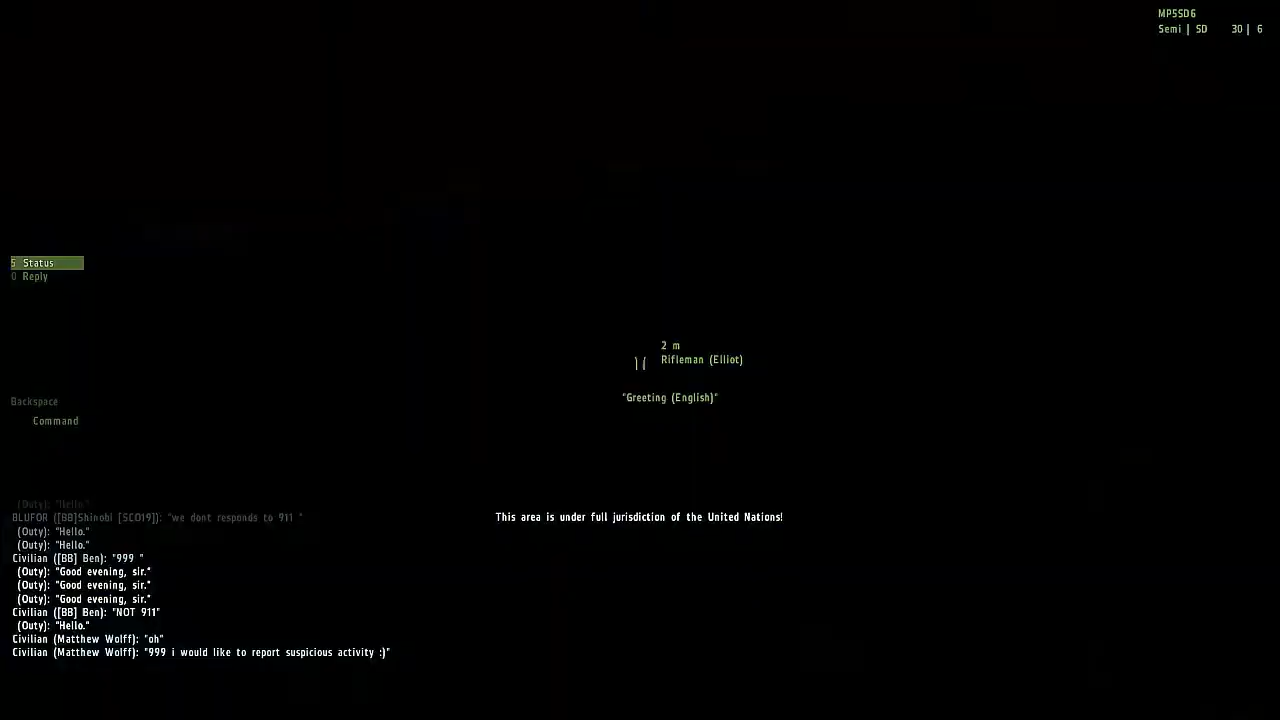 MP5SD6
Semi | SD 30 | 6
5 Status
0 Reply
2 m
Rifleman (Elliot)
"Greeting (English)"
Backspace
Command
(Outy): "Hello."
BLUFOR ([BB]Shinobi [SCO19]): "we dont responds to 911 "
This area is under full jurisdiction of the United Nations!
(Outy): "Hello."
(Outy): "Hello."
Civilian ([BB] Ben): "999 "
(Outy): "Good evening, sir."
(Outy): "Good evening, sir."
(Outy): "Good evening, sir."
Civilian ([BB] Ben): "NOT 911"
(Outy): "Hello."
Civilian (Matthew Wolff): "oh"
Civilian (Matthew Wolff): "999 i would like to report suspicious activity :)"